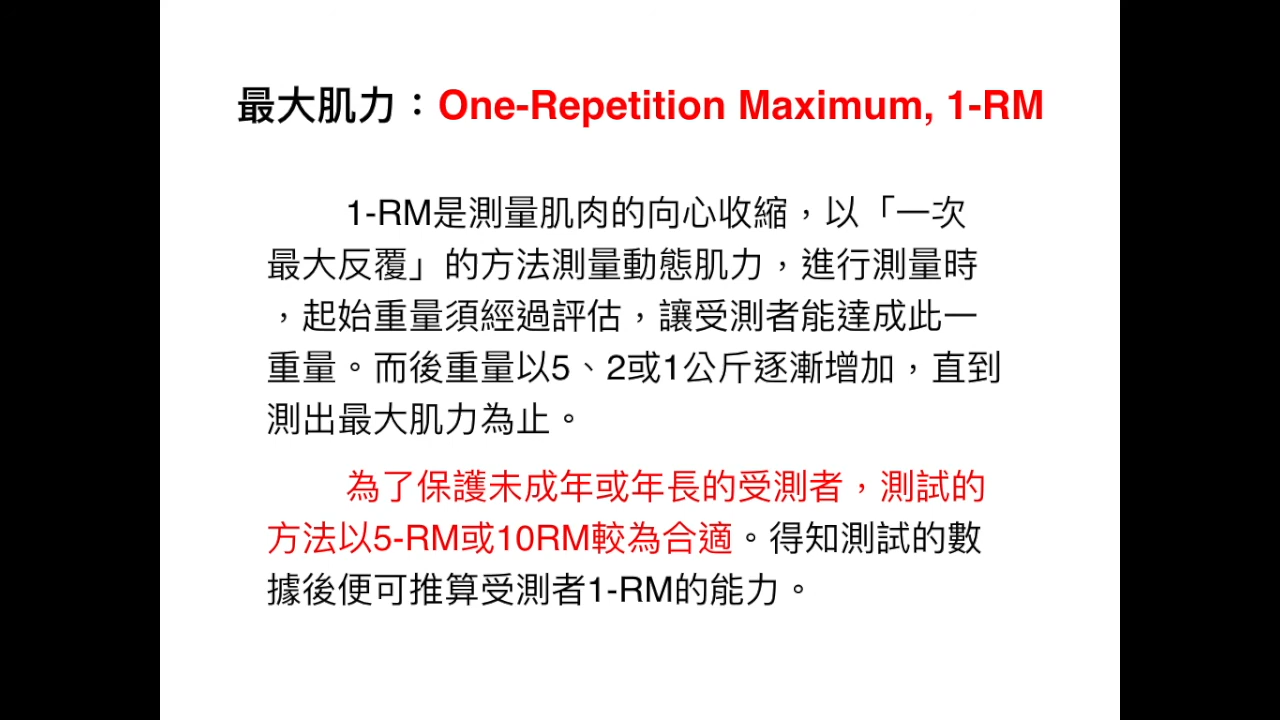 最大肌力：One-Repetition Maximum, 1-RM
1-RM是測量肌肉的向心收縮，以「一次
最大反覆」的方法測量動態肌力，進行測量時
，起始重量須經過評估，讓受測者能達成此一
重量。而後重量以5、2或1公斤逐漸增加，直到
測出最大肌力為止。
為了保護未成年或年長的受測者，測試的
方法以5-RM或10RM較為合適。得知測試的數
據後便可推算受測者1-RM的能力。